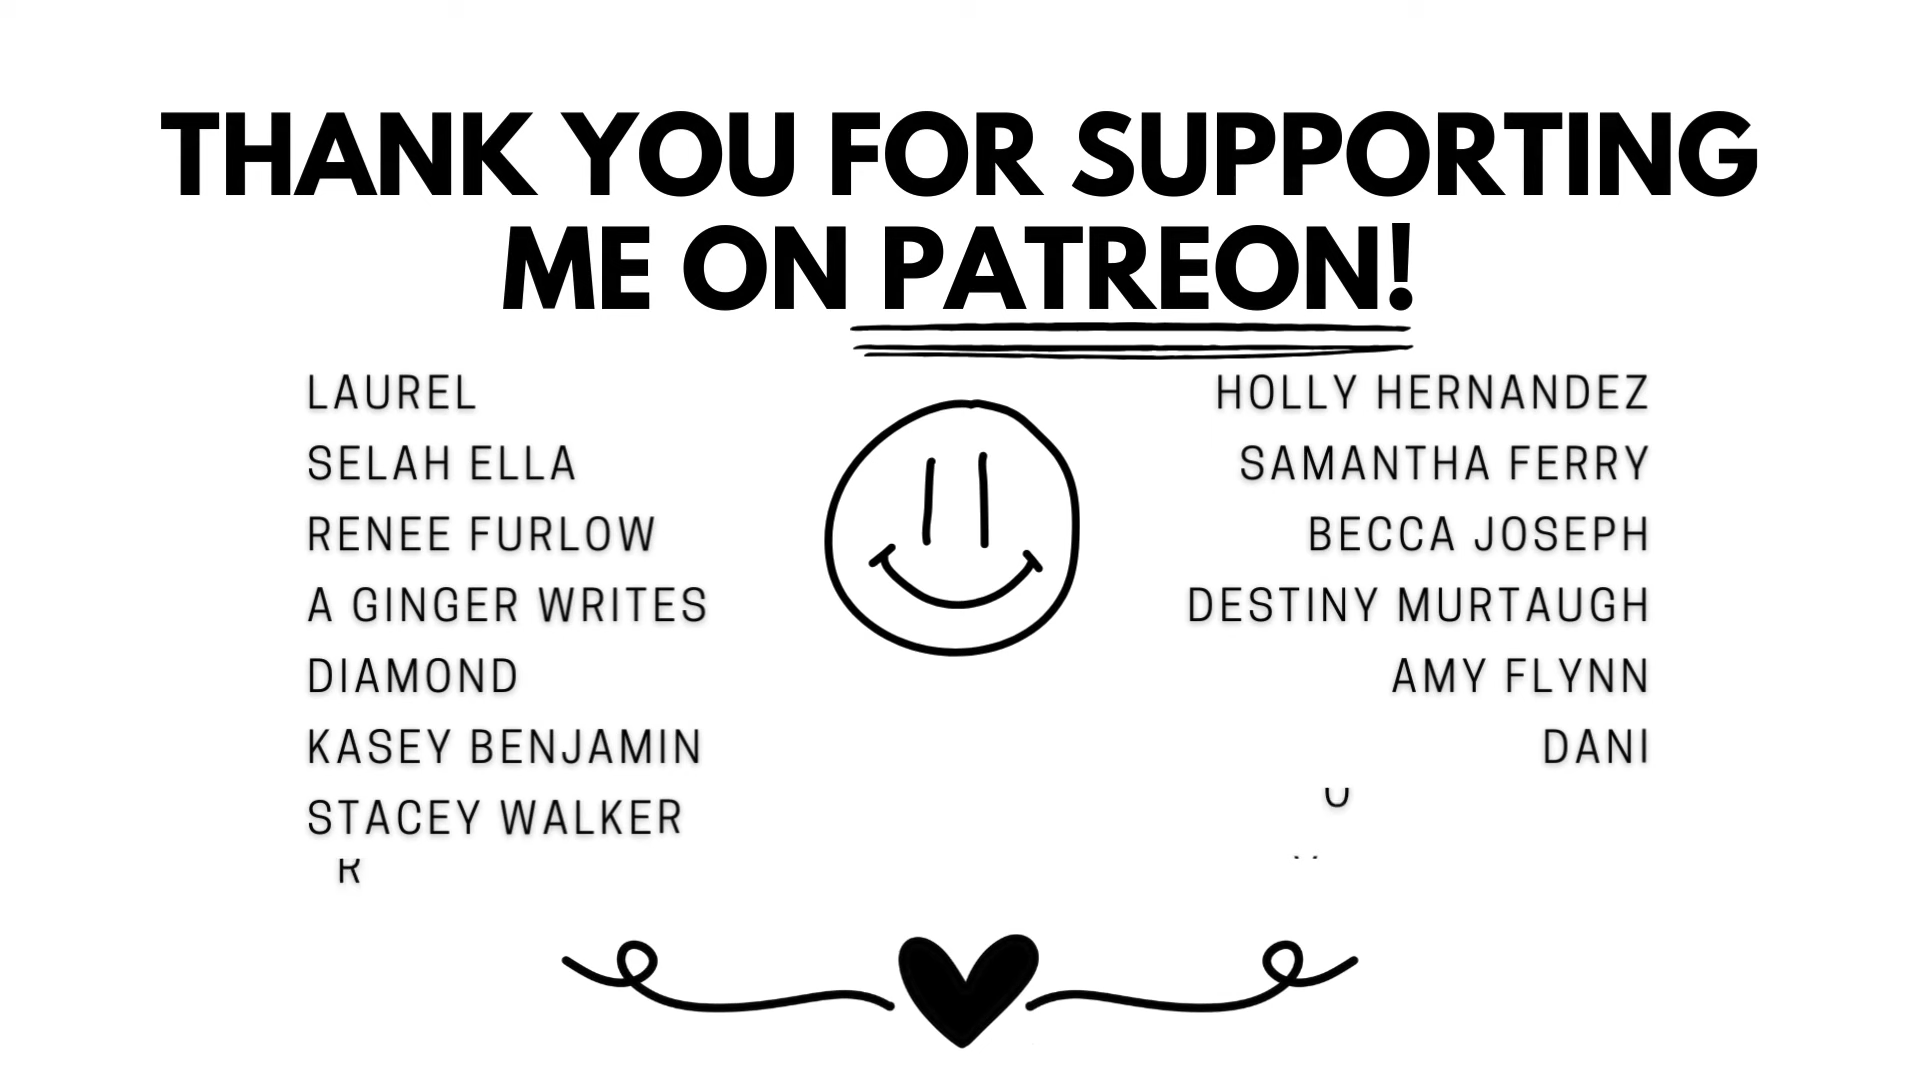 THANK YOU FOR SUPPORTING
ME ON PATREON!
LAUREL
SELAH ELLA
RENEE FURLOW
A GINGER WRITES
DIAMOND
KASEY BENJAMIN
STACEY WALKER
R
HOLLY HERNANDEZ
SAMANTHA FERRY
BECCA JOSEPH
DESTINY MURTAUGH
AMY FLYNN
DANI